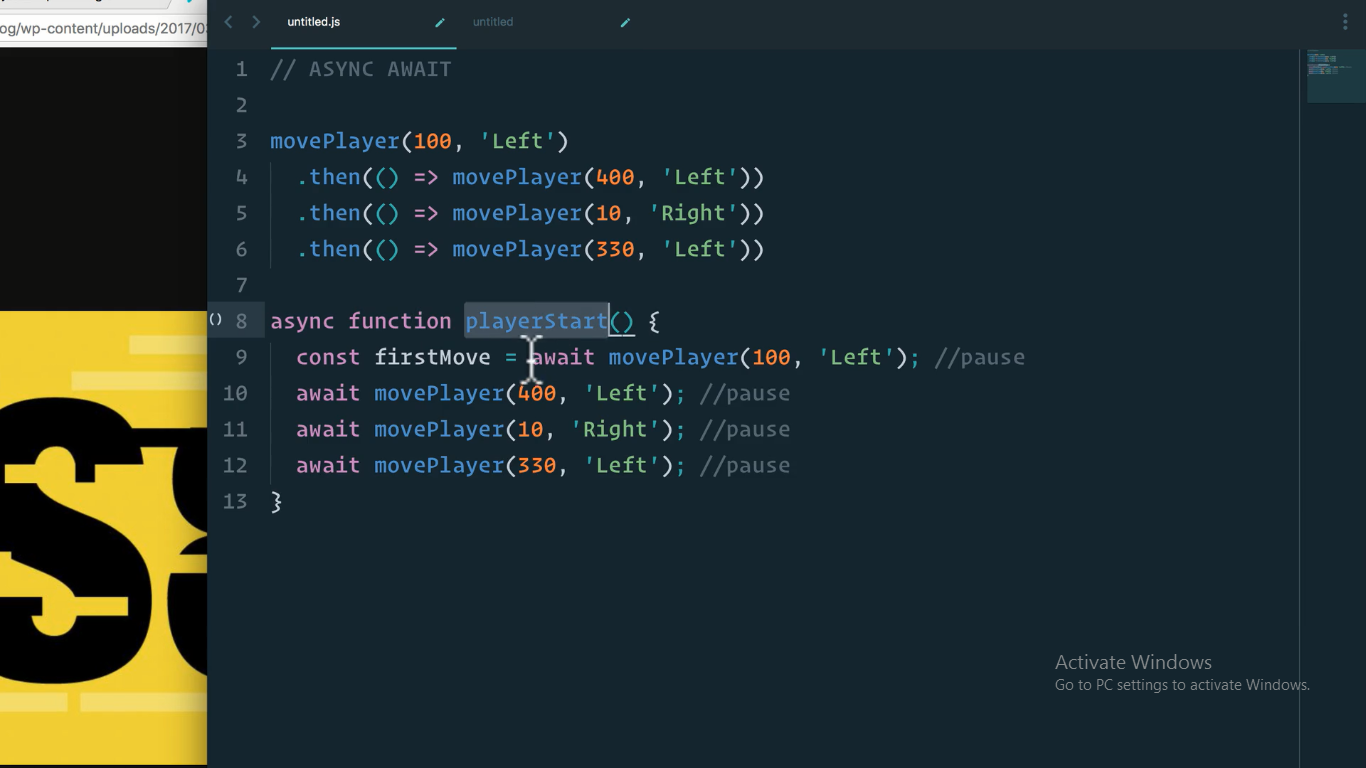 og/wp-content/uploads/2017/03
untitled.js
untitled
1 // ASYNC AWAIT
2
3 movePlayer(100, 'Left')
4 .then(() => movePlayer(400, 'Left'))
5 .then(() => movePlayer(10, 'Right'))
6 .then(() => movePlayer(330, 'Left'))
7
8 async function playerStart() {
9 const firstMove = await movePlayer(100, 'Left'); //pause
10 await movePlayer(400, 'Left'); //pause
11 await movePlayer(10, 'Right'); //pause
12 await movePlayer(330, 'Left'); //pause
13 }
Activate Windows
Go to PC settings to activate Windows.